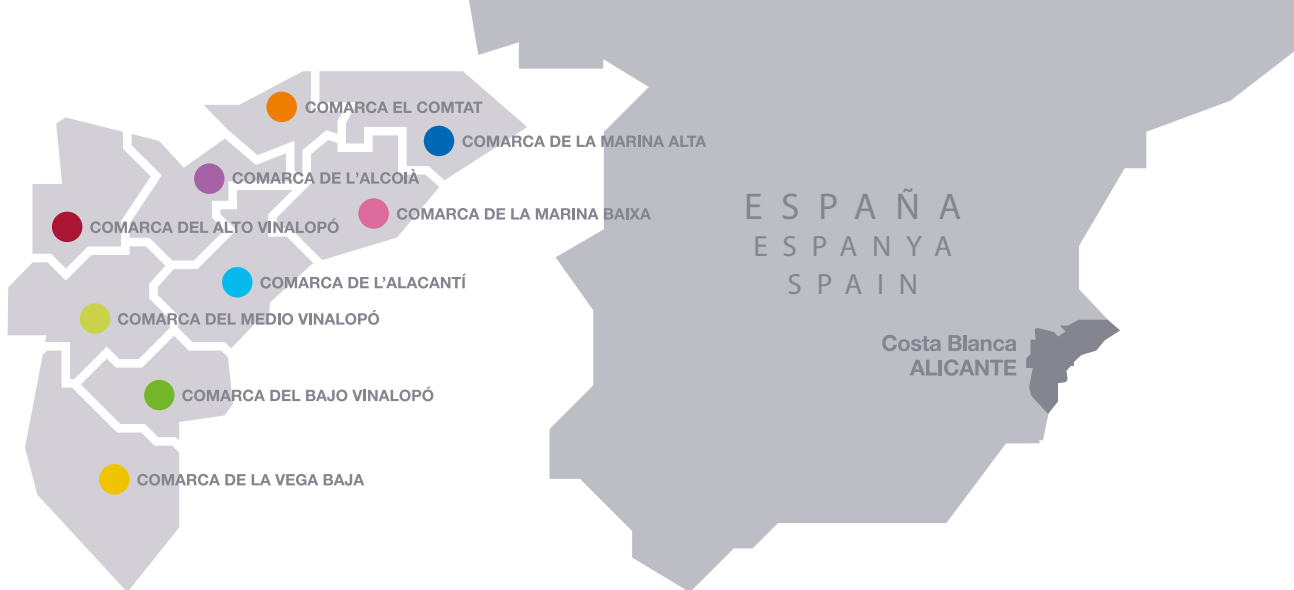 COMARCA EL COMTAT
COMARCA DE LA MARINA ALTA
COMARCA DE L’ALCOIÀ
COMARCA DE LA MARINA BAIXA
COMARCA DEL ALTO VINALOPÓ
COMARCA DE L’ALACANTÍ
COMARCA DEL MEDIO VINALOPÓ
COMARCA DEL BAJO VINALOPÓ
COMARCA DE LA VEGA BAJA
ESPAÑA
ESPANYA
SPAIN
Costa Blanca
ALICANTE